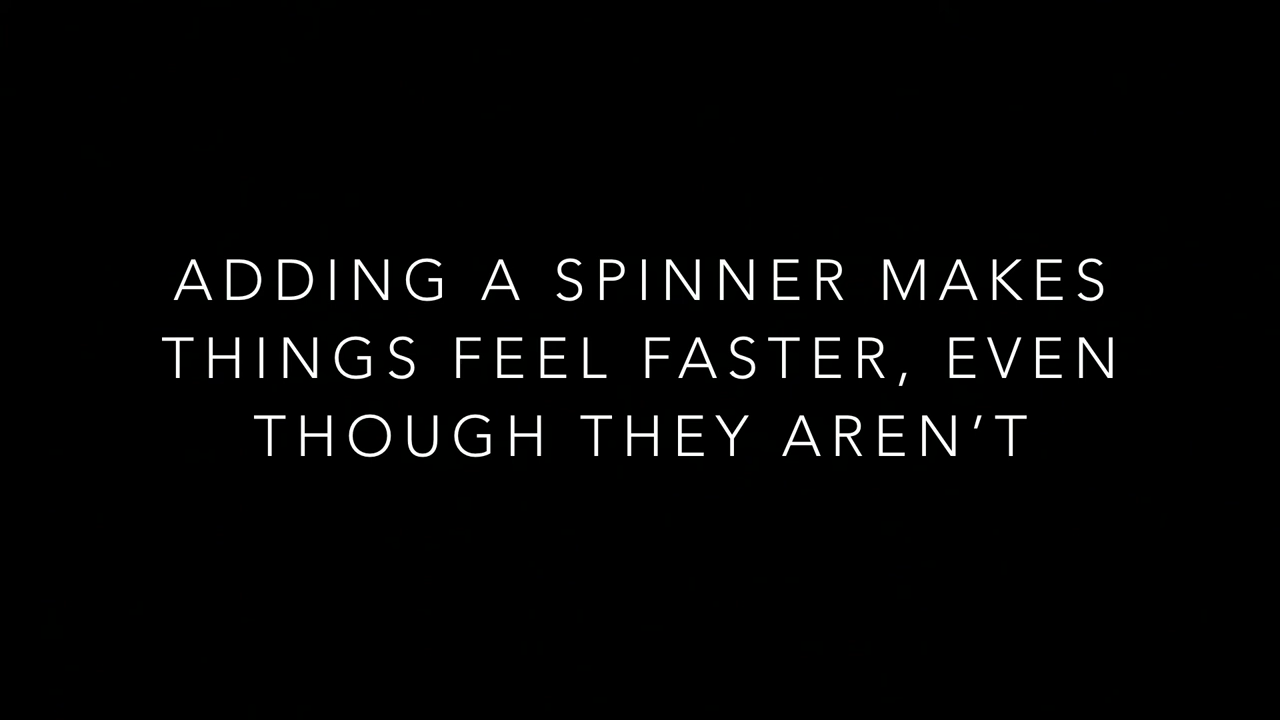 ADDING A SPINNER MAKES
THINGS FEEL FASTER, EVEN
THOUGH THEY AREN’T